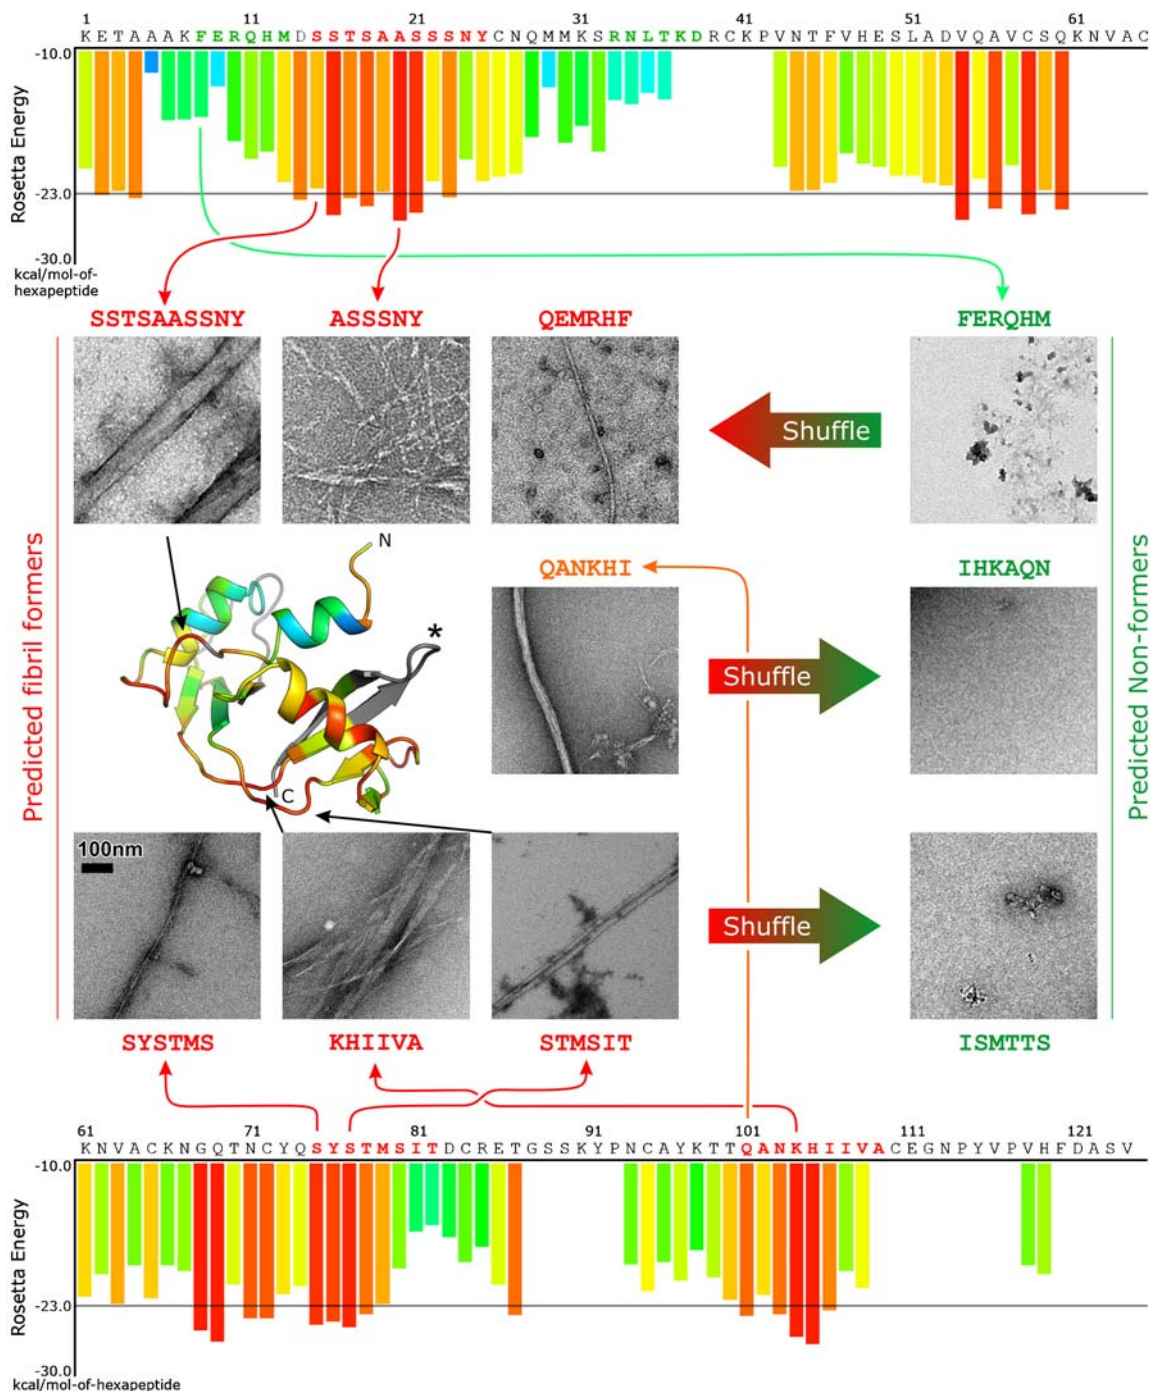 1 11 21 31 41 51 61
K E T A A A K F E R Q H M D S S T S A A S S S N Y C N Q M M K S R N L T K D R C K P V N T F V H E S L A D V Q A V C S Q K N V A C
-10.0
Rosetta Energy
-23.0
-30.0
kcal/mol-of-
hexapeptide
SSTSAASSNY ASSSNY QEMRHF FERQHM
Shuffle
N
QANKHI IHKAQN
Predicted fibril formers
Predicted Non-formers
*
Shuffle
C
100nm
Shuffle
SYSTMS KHIIVA STMSIT ISMTTS
61 71 81 91 101 111 121
K N V A C K N G Q T N C Y Q S Y S T M S I T D C R E T G S S K Y P N C A Y K T T Q A N K H I I V A C E G N P Y V P V H F D A S V
-10.0
Rosetta Energy
-23.0
-30.0
kcal/mol-of-hexapeptide